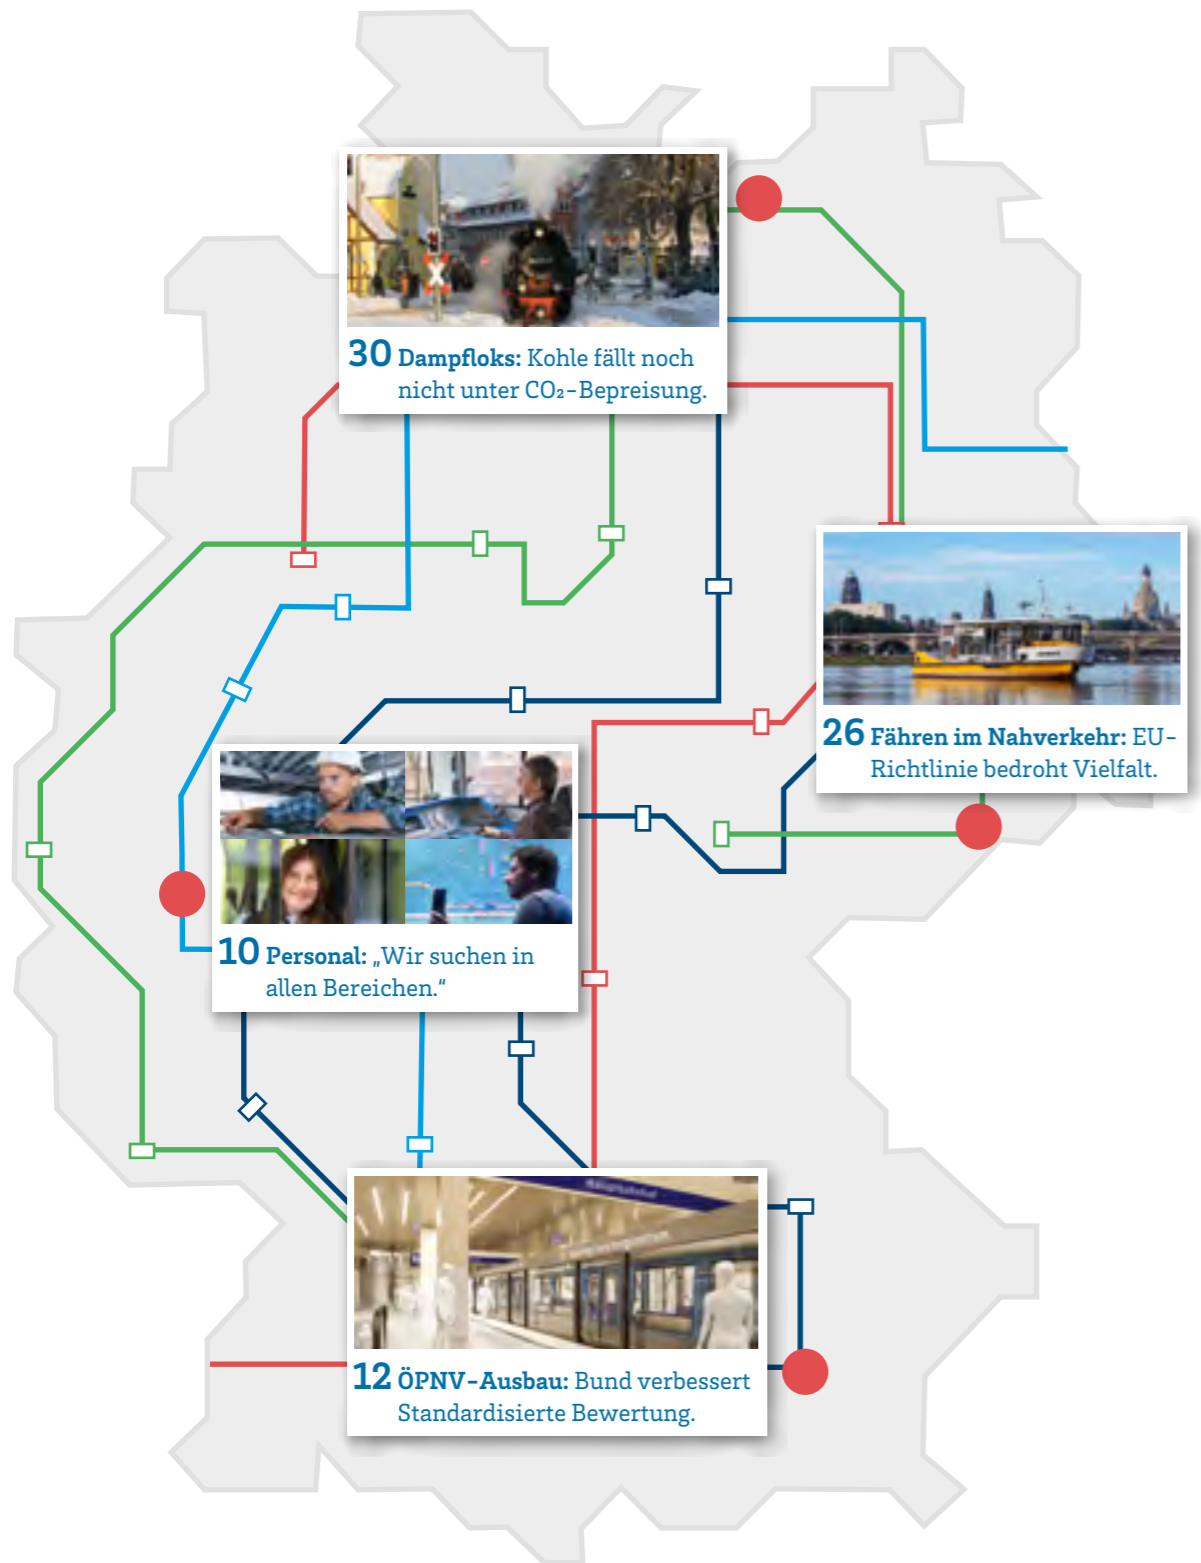 30 Dampfloks: Kohle fällt noch
nicht unter CO₂-Bepreisung.
26 Fähren im Nahverkehr: EU-
Richtlinie bedroht Vielfalt.
10 Personal: „Wir suchen in
allen Bereichen.“
12 ÖPNV-Ausbau: Bund verbessert
Standardisierte Bewertung.